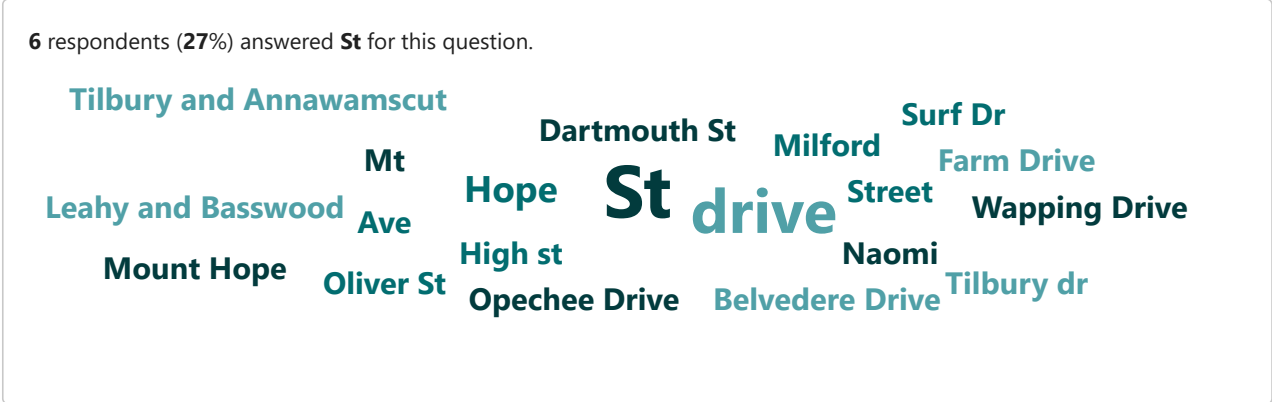 6 respondents (27%) answered St for this question.
Tilbury and Annawamscut
Surf Dr
Dartmouth St
Milford
Mt
Farm Drive
Hope
St
drive
Street
Leahy and Basswood
Ave
Wapping Drive
High st
Naomi
Mount Hope
Oliver St
Opechee Drive
Belvedere Drive
Tilbury dr